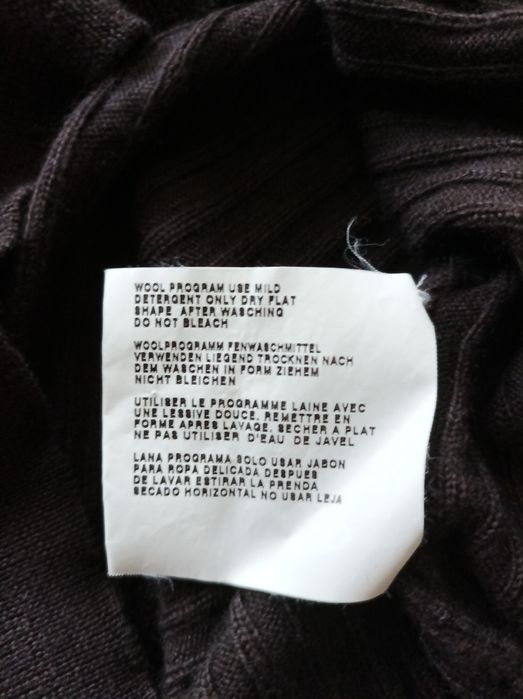 WOOL PROGRAM USE MILD
DETERGENT ONLY DRY FLAT
SHAPE AFTER WASCHING
DO NOT BLEACH
WOOLPROGRAMM FENWASCHMITTEL
VERWENDEN LIEGEND TROCKNEN NACH
DEM WASCHEN IN FORM ZIEHEM
NICHT BLEICHEN
UTILISER LE PROGRAMME LAINE AVEC
UNE LESSIVE DOUCE, REMETTRE EN
FORME APRES LAVAGE, SECHER A PLAT
NE PAS UTILISER D'EAU DE JAVEL
LANA PROGRAMA SOLO USAR JABON
PARA ROPA DELICADA DESPUES
DE LAVAR ESTIRAR LA PRENDA
SECADO HORIZONTAL NO USAR LEJA